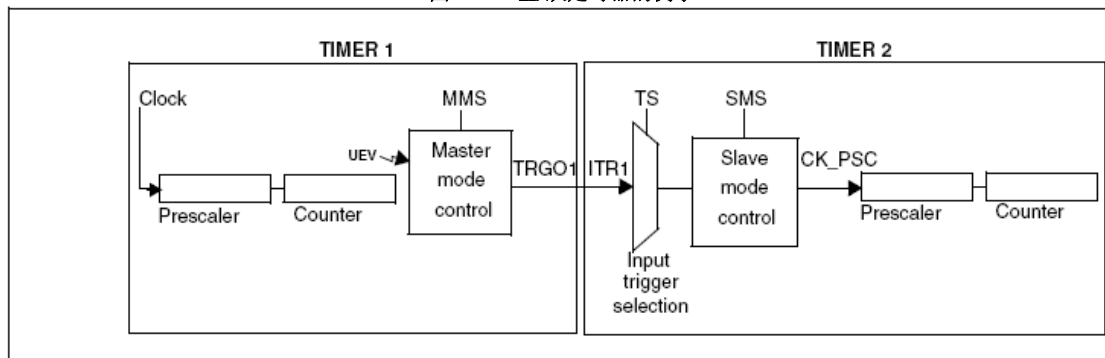 TIMER 1
TIMER 2
Clock
MMS
TS
SMS
UEV
Master
mode
control
TRGO1
ITR1
Slave
mode
control
CK_PSC
Prescaler
Counter
Prescaler
Counter
Input
trigger
selection